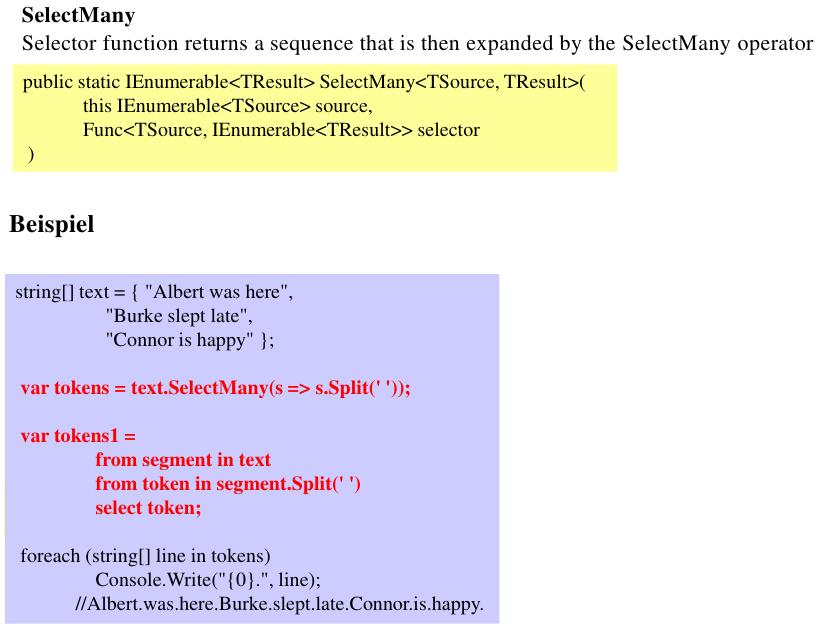 SelectMany
Selector function returns a sequence that is then expanded by the SelectMany operator
public static IEnumerable<TResult> SelectMany<TSource, TResult>(
this IEnumerable<TSource> source,
Func<TSource, IEnumerable<TResult>> selector
)
Beispiel
string[] text = { "Albert was here",
"Burke slept late",
"Connor is happy" };
var tokens = text.SelectMany(s => s.Split(' '));
var tokens1 =
from segment in text
from token in segment.Split(' ')
select token;
foreach (string[] line in tokens)
Console.Write("{0}.", line);
//Albert.was.here.Burke.slept.late.Connor.is.happy.